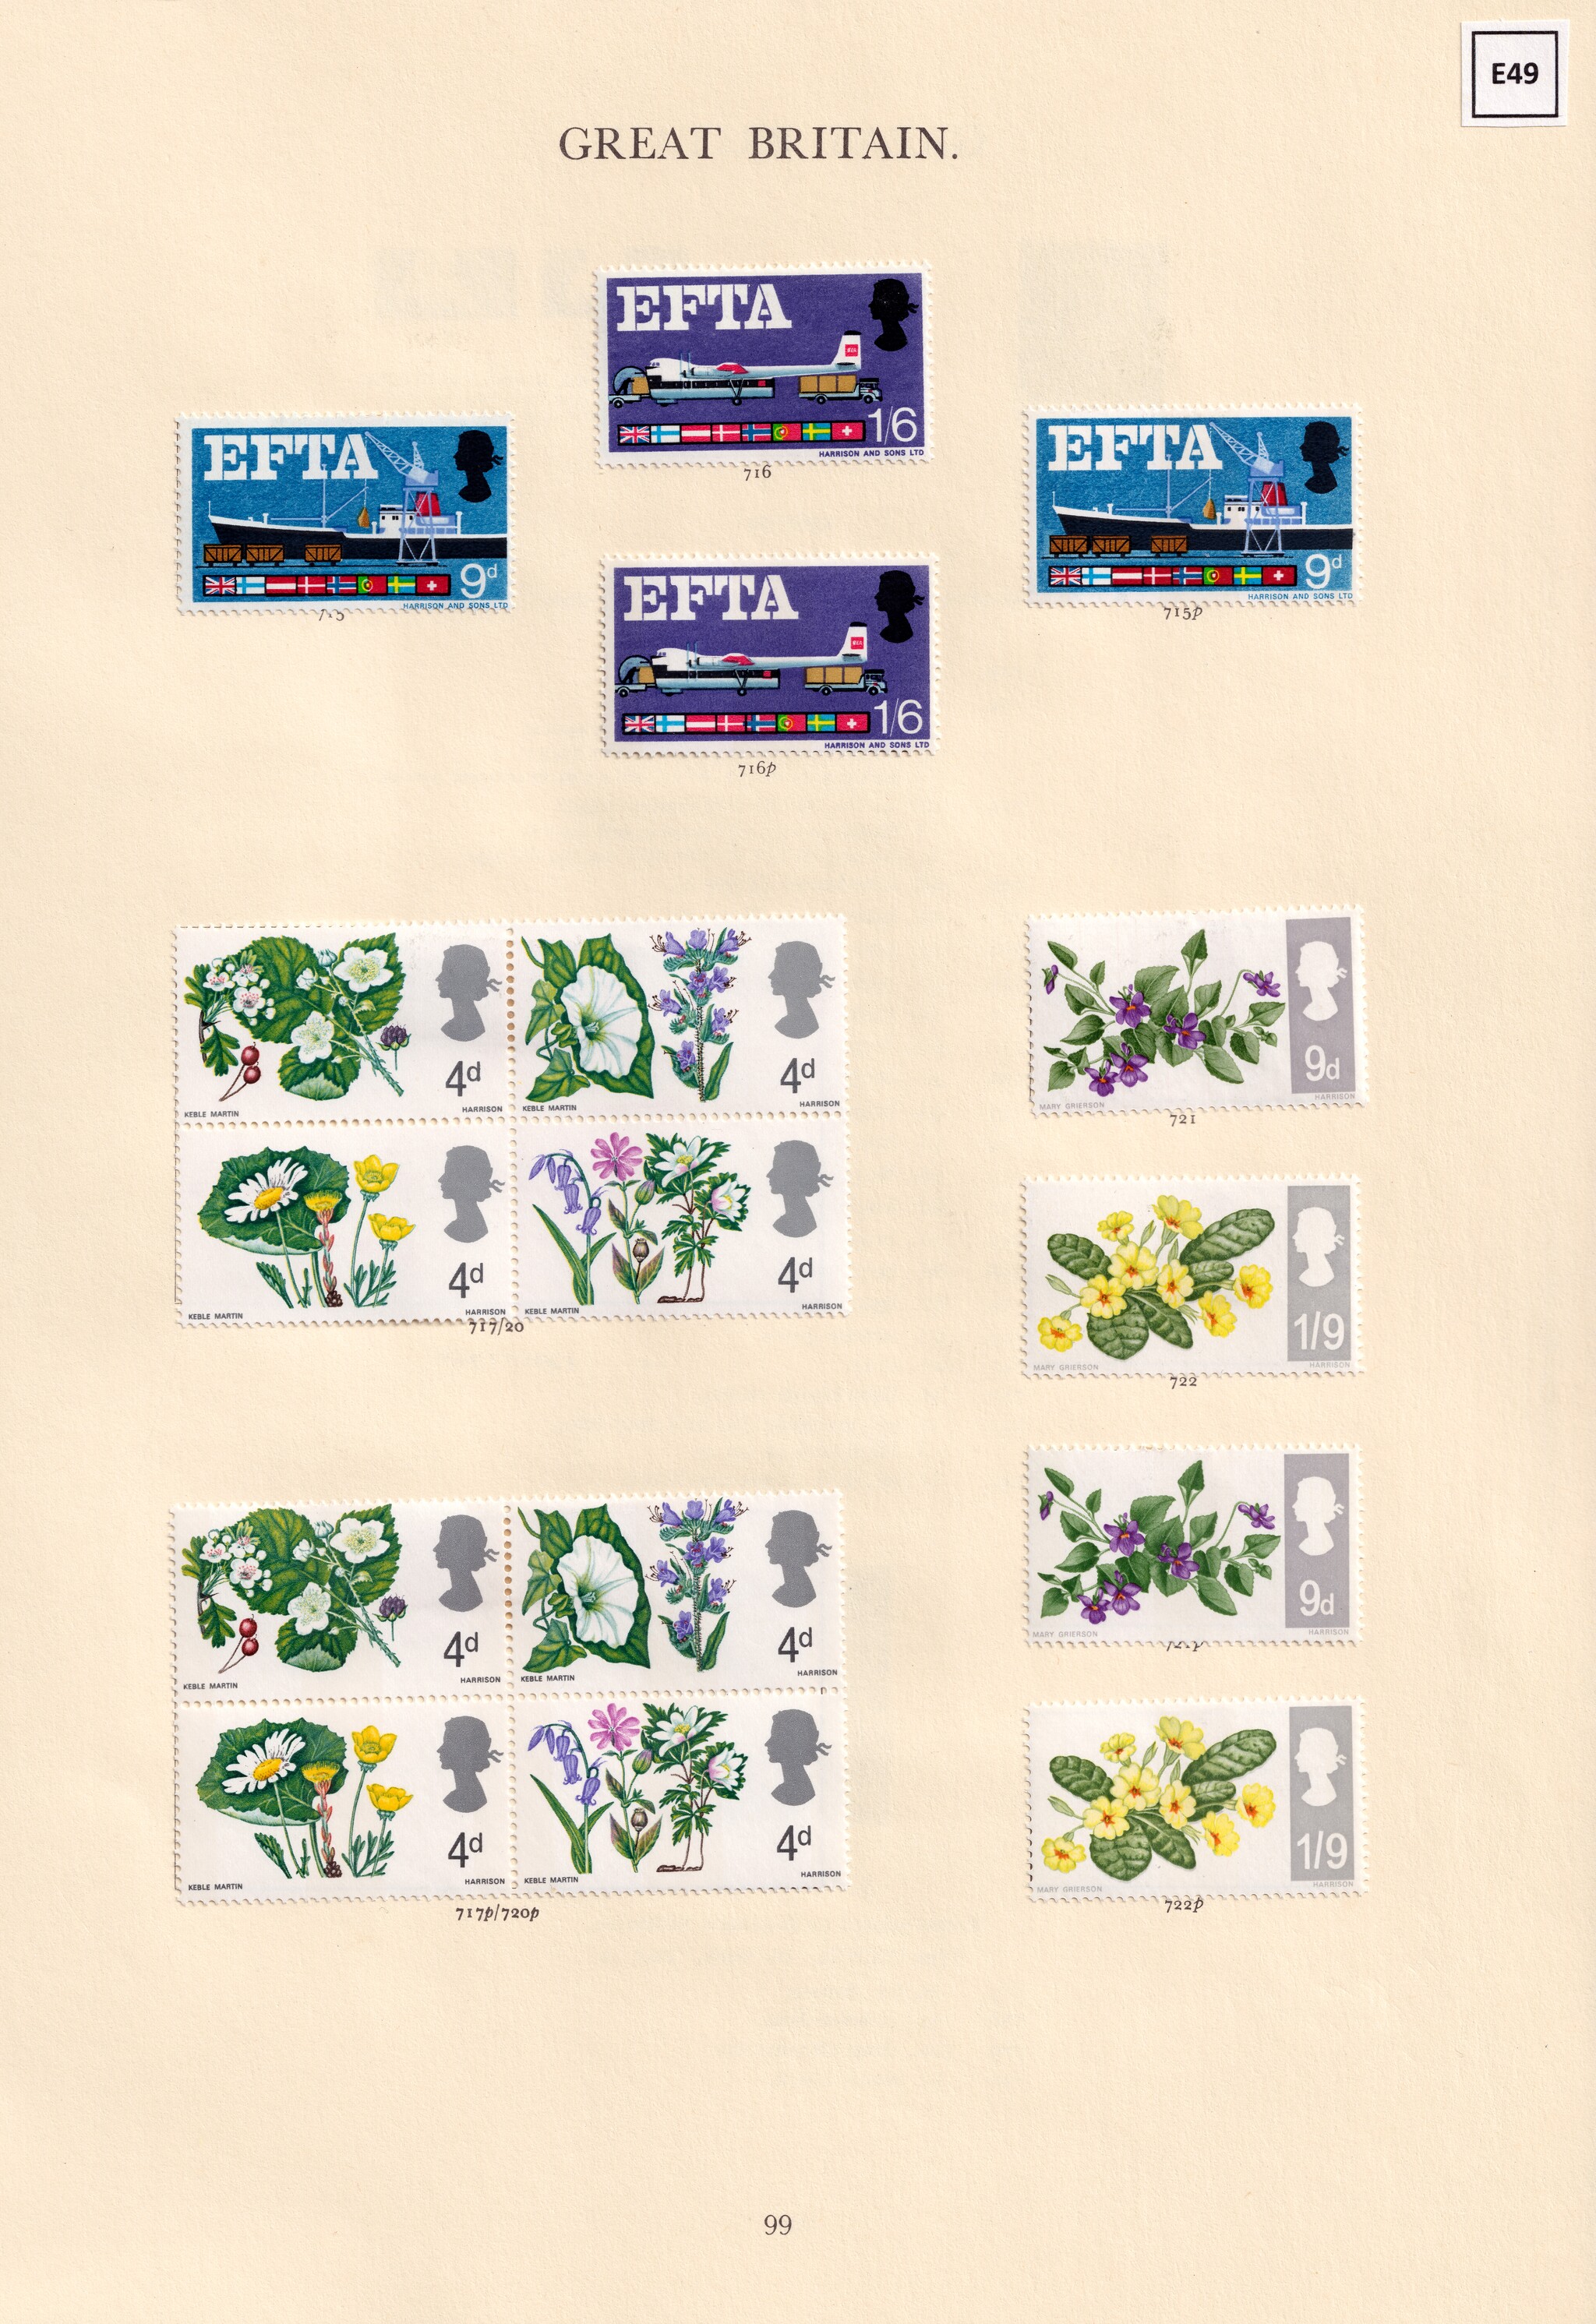 E49
GREAT BRITAIN.
EFTA
BEA
1/6
HARRISON AND SONS LTD
716
EFTA
9d
HARRISON AND SONS LTD
715
EFTA
9d
HARRISON AND SONS LTD
715p
EFTA
BEA
1/6
HARRISON AND SONS LTD
716p
4d
KEBLE MARTIN HARRISON
4d
KEBLE MARTIN HARRISON
4d
KEBLE MARTIN HARRISON
4d
KEBLE MARTIN HARRISON
717/20
9d
MARY GRIERSON HARRISON
721
1/9
MARY GRIERSON HARRISON
722
9d
MARY GRIERSON HARRISON
4d
KEBLE MARTIN HARRISON
4d
KEBLE MARTIN HARRISON
4d
KEBLE MARTIN HARRISON
4d
KEBLE MARTIN HARRISON
717p/720p
1/9
MARY GRIERSON HARRISON
722p
99